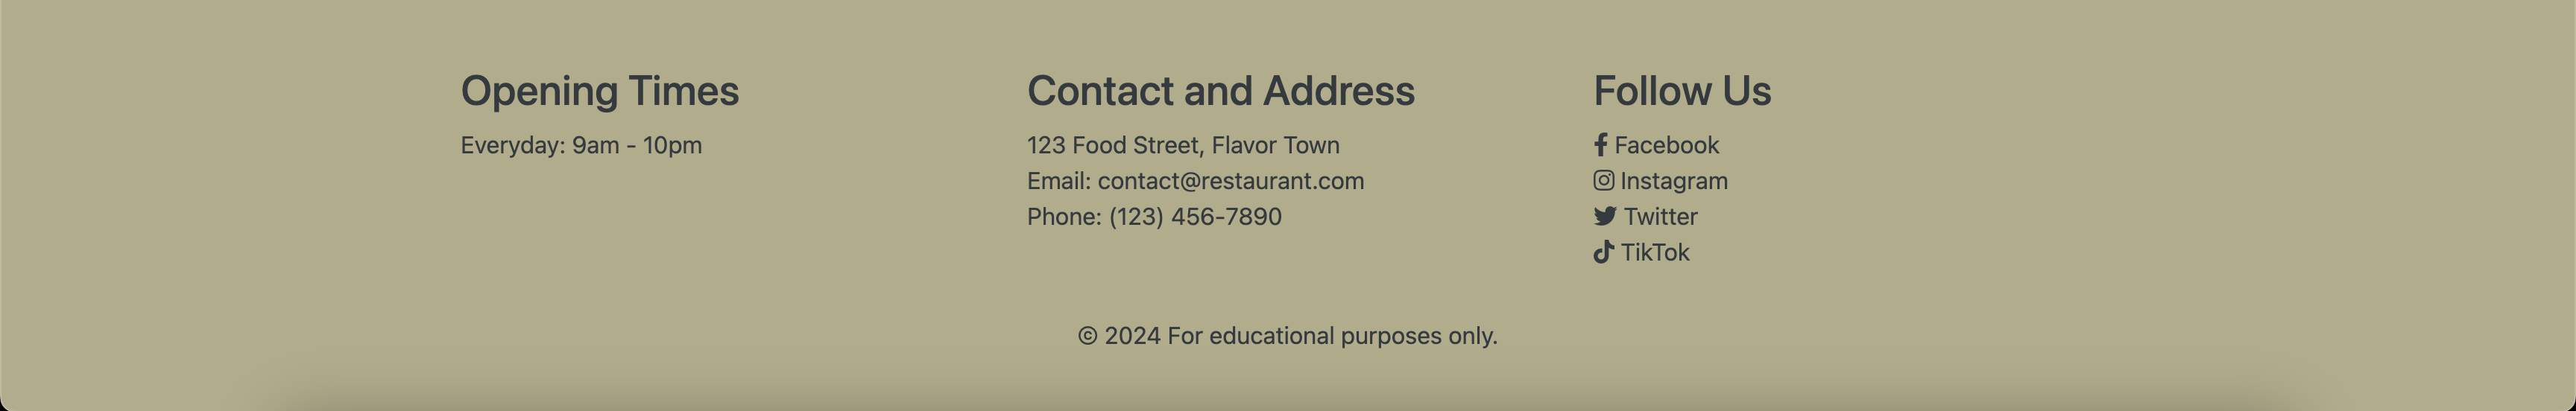 Opening Times
Everyday: 9am - 10pm
Contact and Address
123 Food Street, Flavor Town
Email: contact@restaurant.com
Phone: (123) 456-7890
Follow Us
Facebook
Instagram
Twitter
TikTok
© 2024 For educational purposes only.